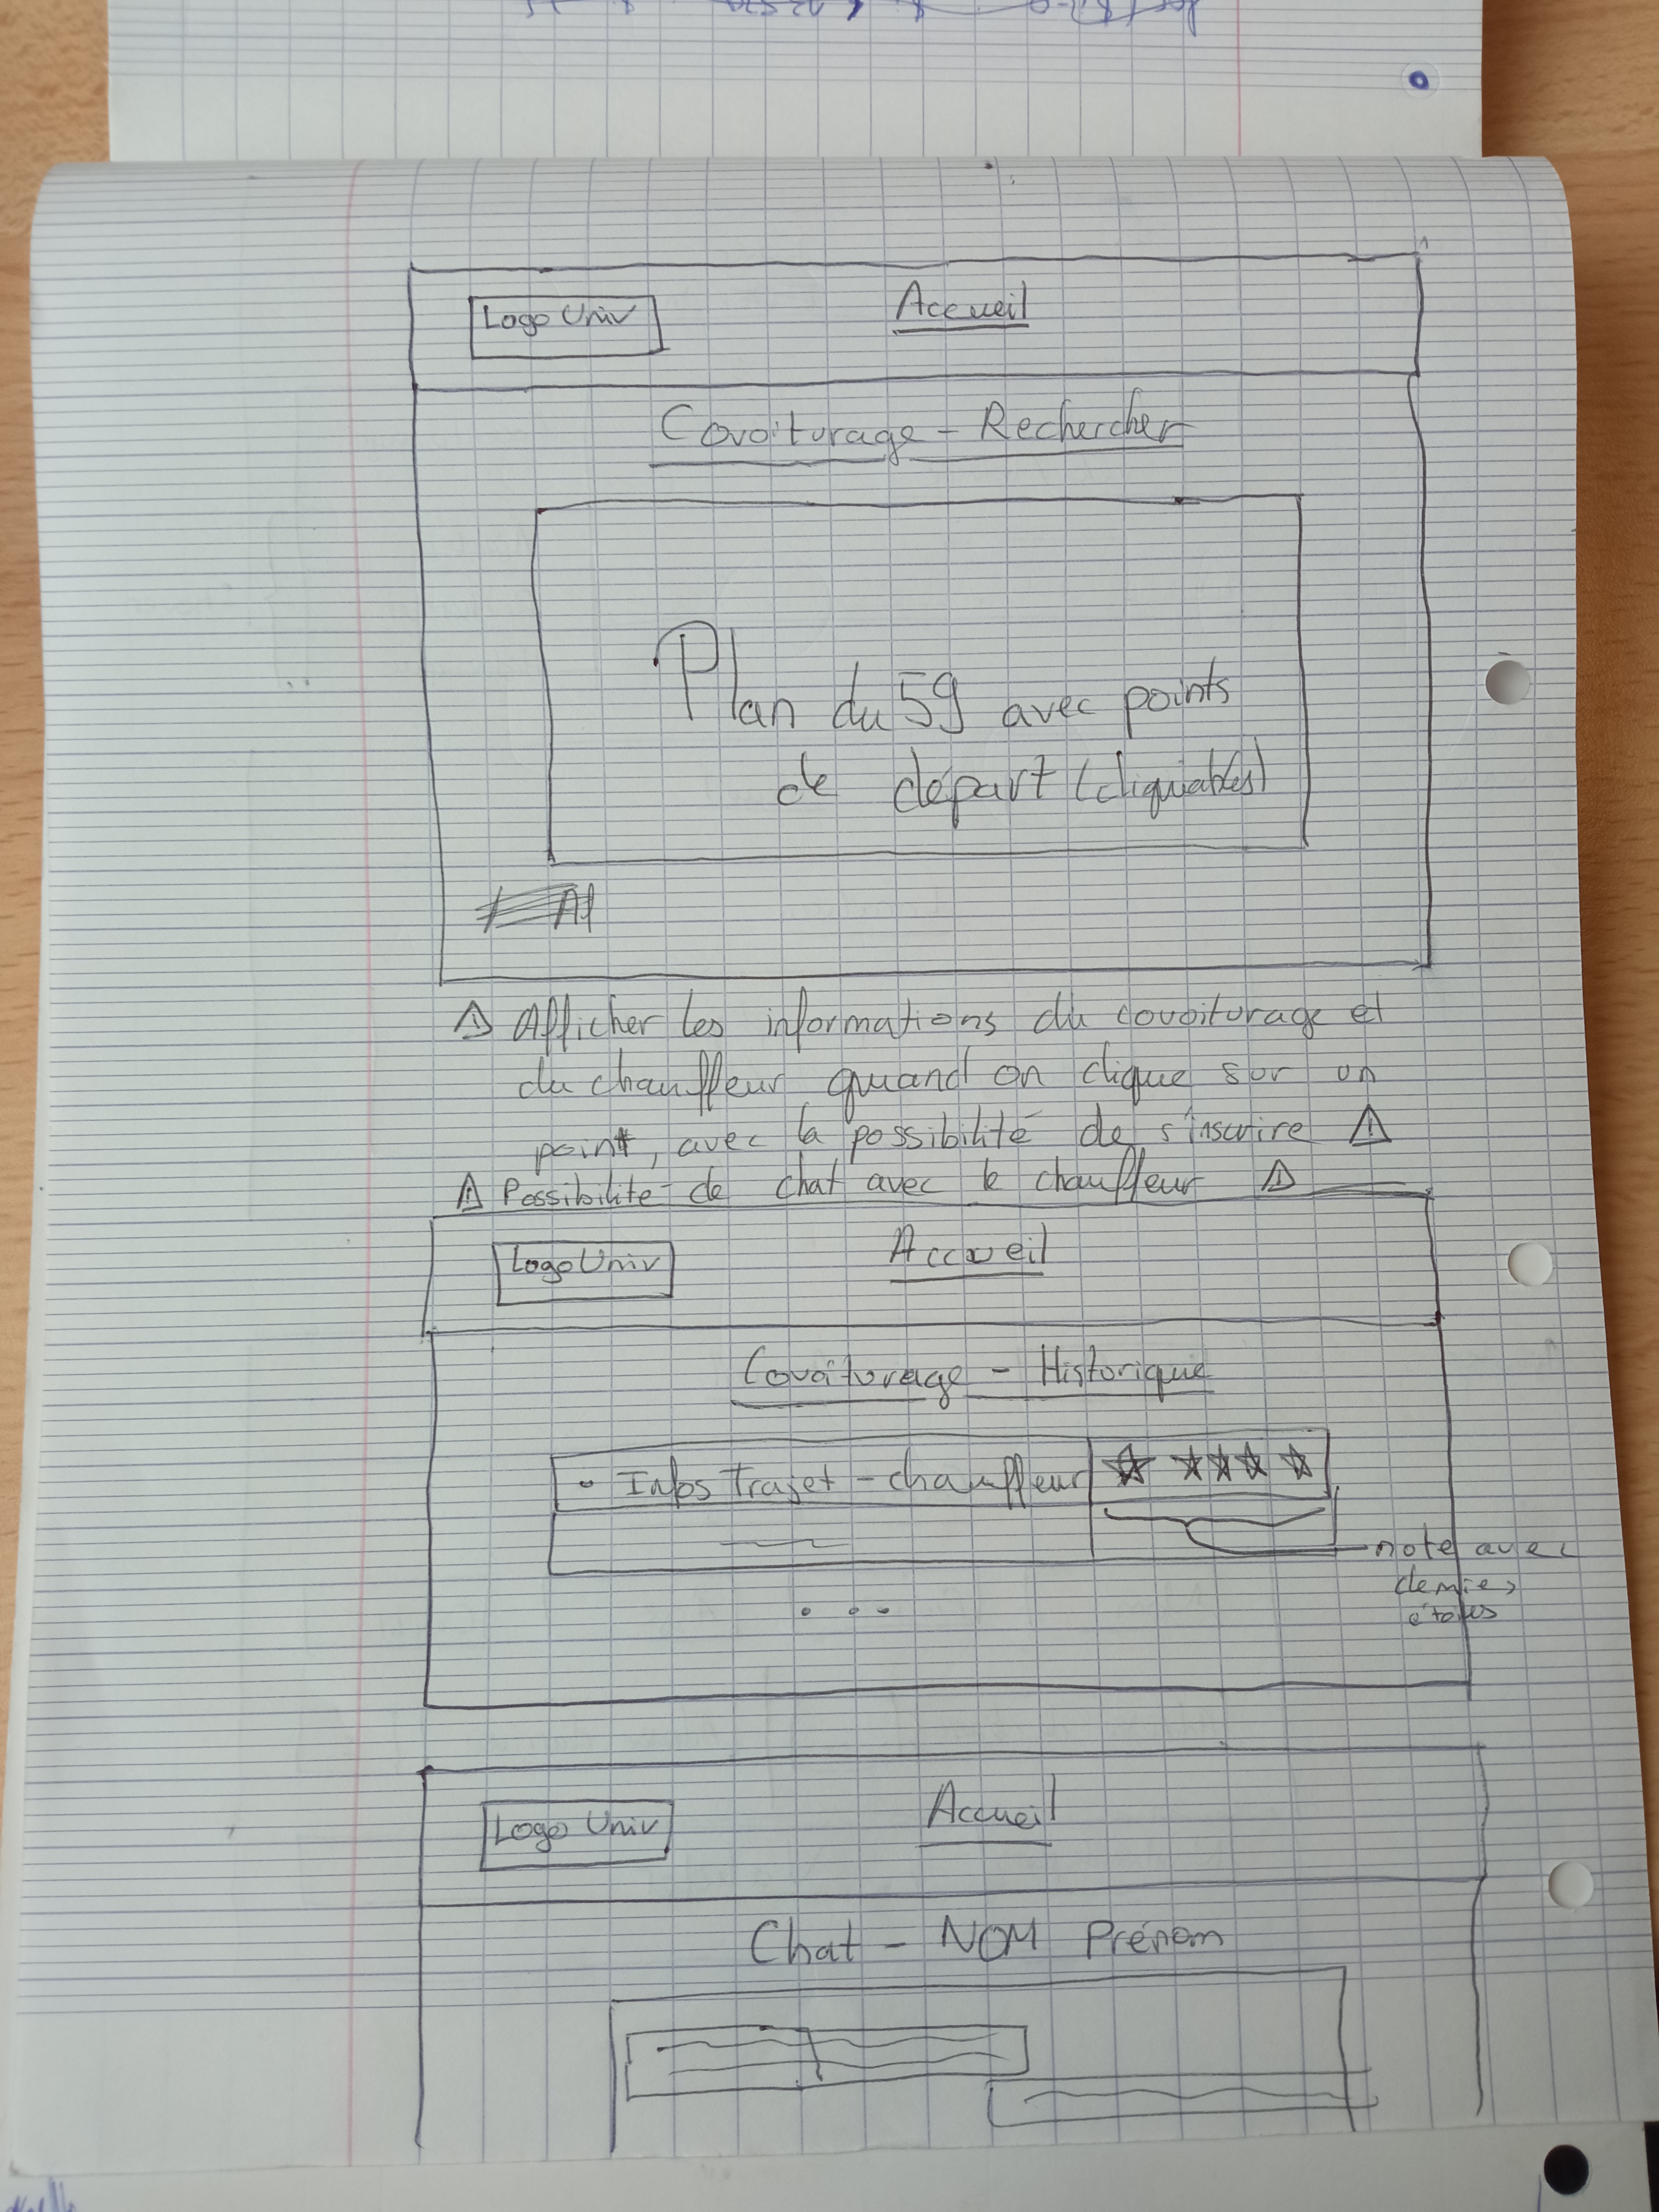 Logo Univ
Accueil
Covoiturage - Rechercher
Plan du 59 avec points
de départ (cliquables)
⚠ Afficher les informations du covoiturage et
du chauffeur quand on clique sur un
point, avec la possibilité de s'inscrire ⚠
⚠ Possibilité de chat avec le chauffeur ⚠
Logo Univ
Accueil
Covoiturage - Historique
• Infos Trajet - chauffeur ☆ ☆☆☆ ☆
note avec
demies
étoiles
• • •
Logo Univ
Accueil
Chat - NOM Prénom